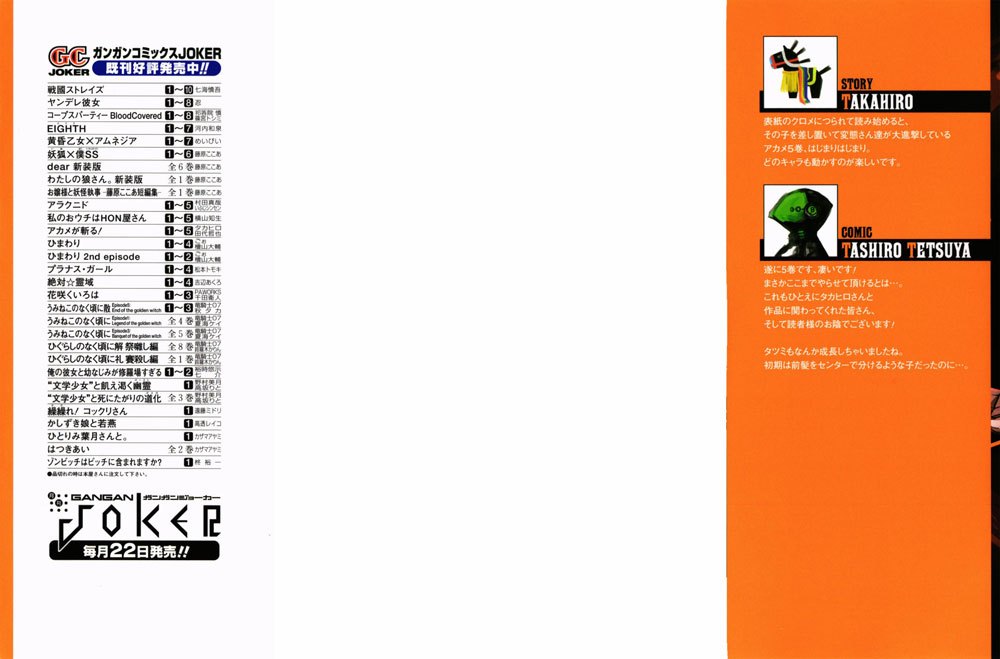 GC
JOKER
ガンガンコミックスJOKER
既刊好評発売中!!
戦國ストレイズ 1〜10 七海慎吾
ヤンデレ彼女 1〜8 忍
コープスパーティー BloodCovered 1〜8 祁答院 慎 篠宮トシミ
EIGHTH 1〜7 河内和泉
黄昏乙女×アムネジア 1〜7 めいびい
妖狐×僕SS 1〜6 藤原ここあ
dear 新装版 全6巻 藤原ここあ
わたしの狼さん。新装版 全1巻 藤原ここあ
お嬢様と妖怪執事 -藤原ここあ短編集- 全1巻 藤原ここあ
アラクニド 1〜5 村田真哉 いふじシンセン
私のおウチはHON屋さん 1〜5 横山知生
アカメが斬る! 1〜5 タカヒロ 田代哲也
ひまわり 1〜4 ごぉ 檜山大輔
ひまわり 2nd episode 1〜2 ごぉ 檜山大輔
プラナス・ガール 1〜4 松本トモキ
絶対☆霊域 1〜4 吉辺あくろ
花咲くいろは 1〜3 P.A.WORKS 千田衛人
うみねこのなく頃に散 Episode5: End of the golden witch 1〜3 竜騎士07 秋タカ
うみねこのなく頃に Episode1: Legend of the golden witch 全4巻 竜騎士07 夏海ケイ
うみねこのなく頃に Episode3: Banquet of the golden witch 全5巻 竜騎士07 夏海ケイ
ひぐらしのなく頃に解 祭囃し編 全8巻 竜騎士07 鈴羅木かりん
ひぐらしのなく頃に礼 賽殺し編 全1巻 竜騎士07 鈴羅木かりん
俺の彼女と幼なじみが修羅場すぎる 1〜2 裕時悠示 七介
“文学少女”と飢え渇く幽霊 1 野村美月 高坂りと
“文学少女”と死にたがりの道化 全3巻 野村美月 高坂りと
繰繰れ! コックリさん 1 遠藤ミドリ
かしずき娘と若燕 1 高遠レイコ
ひとりみ葉月さんと。 1 カザマアヤミ
はつきあい 全2巻 カザマアヤミ
ゾンビッチはビッチに含まれますか? 1 柊裕一
●品切れの時は本屋さんに注文して下さい。
月刊
GANGAN ガンガンジョーカー
JOKER
毎月22日発売!!
STORY
TAKAHIRO
表紙のクロメにつられて読み始めると、
その子を差し置いて変態さん達が大進撃している
アカメ5巻、はじまりはじまり。
どのキャラも動かすのが楽しいです。
COMIC
TASHIRO TETSUYA
遂に5巻です、凄いです!
まさかここまでやらせて頂けるとは…。
これもひとえにタカヒロさんと
作品に関わってくれた皆さん、
そして読者様のお陰でございます!
タツミもなんか成長しちゃいましたね。
初期は前髪をセンターで分けるような子だったのに…。